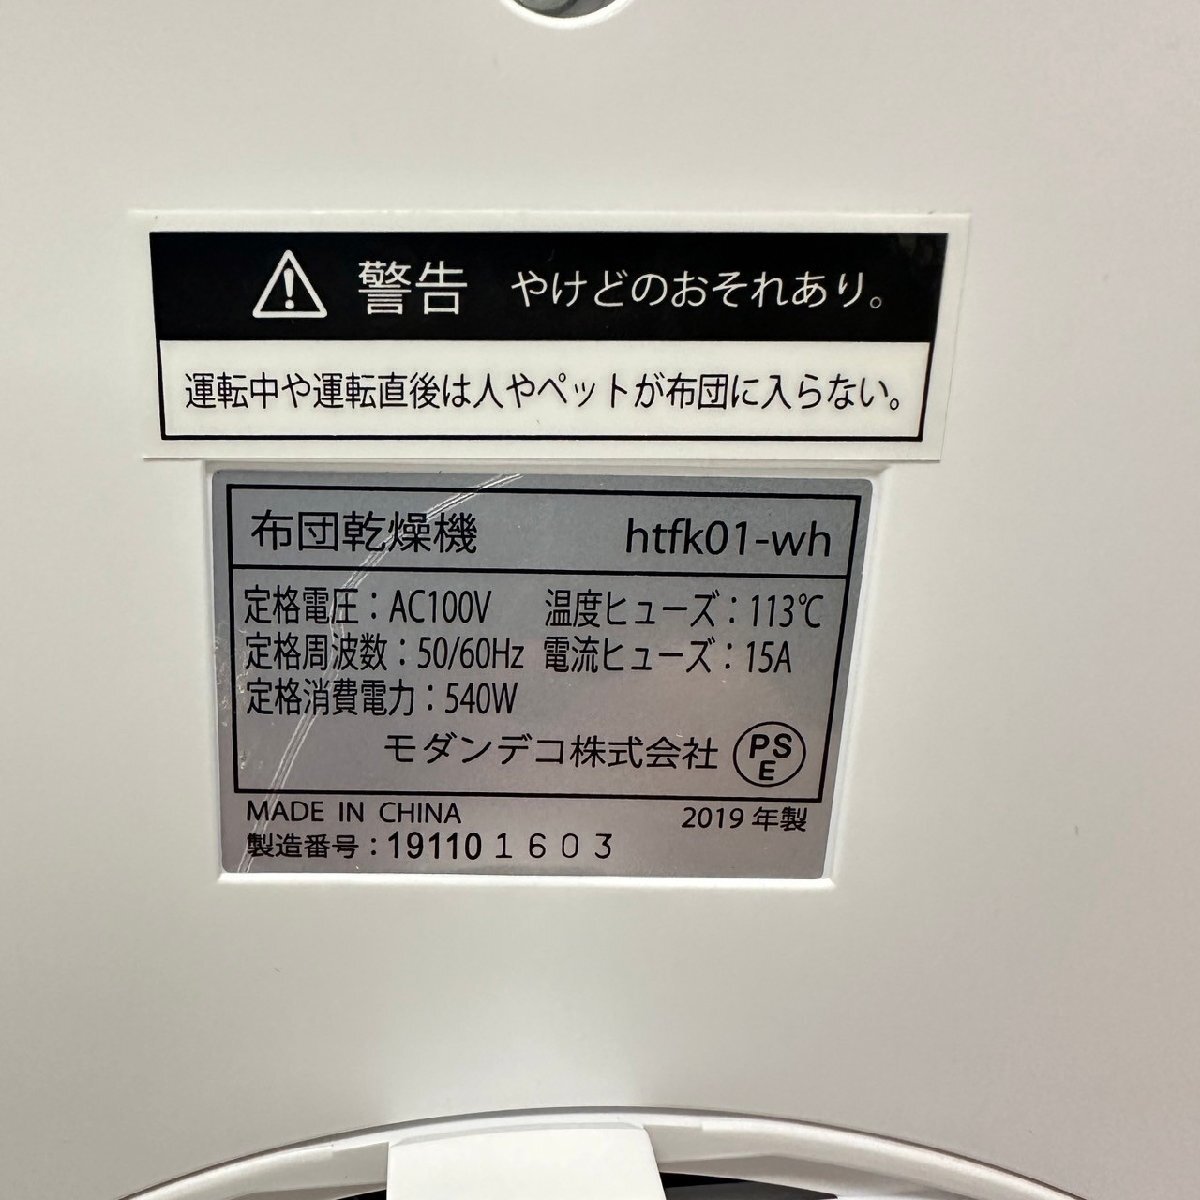 警告 やけどのおそれあり。
運転中や運転直後は人やペットが布団に入らない。
布団乾燥機 htfk01-wh
定格電圧：AC100V 温度ヒューズ：113℃
定格周波数：50/60Hz 電流ヒューズ：15A
定格消費電力：540W
モダンデコ株式会社 PSE
MADE IN CHINA 2019年製
製造番号：191101603